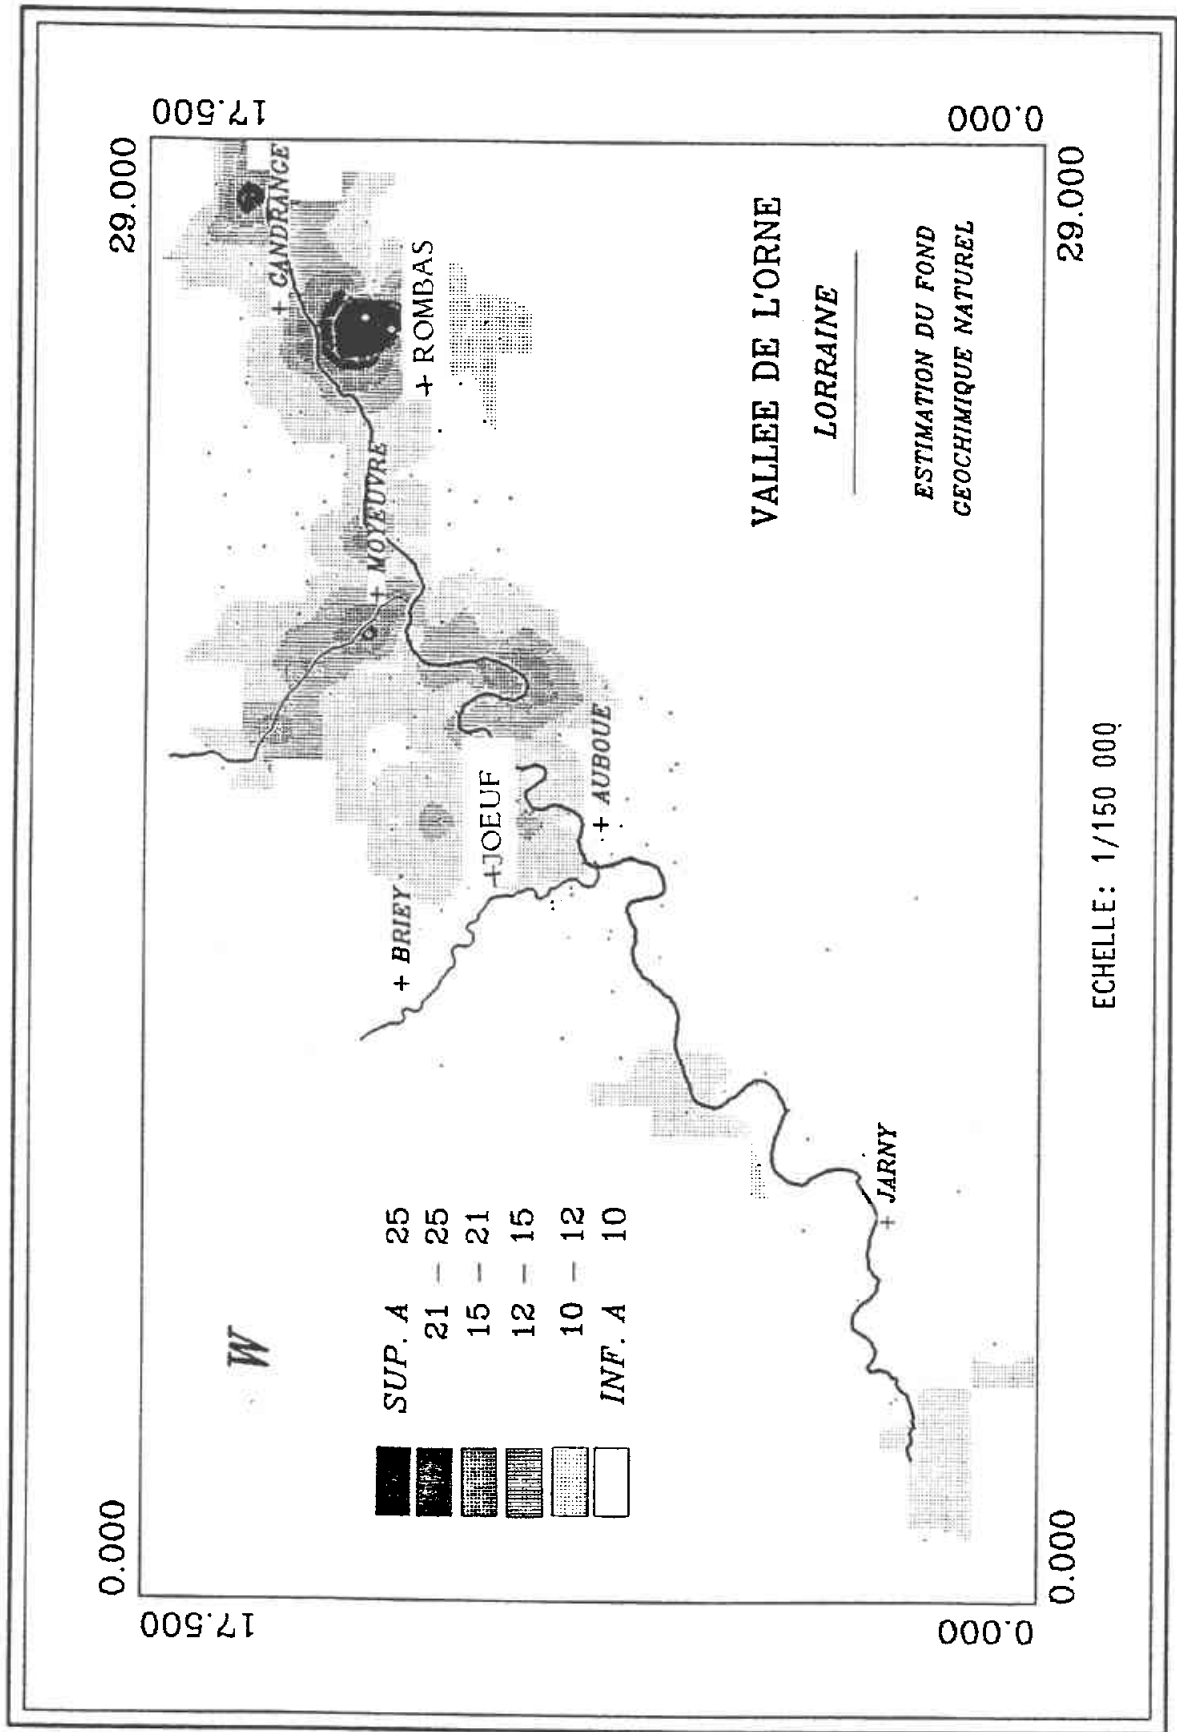 0.000
29.000
17.500
17.500
W
SUP. A 25
21 - 25
15 - 21
12 - 15
10 - 12
INF. A 10
+ GANDRANGE
+ ROMBAS
+ MOYEUVRE
+ BRIEY
+ JOEUF
+ AUBOUE
+ JARNY
VALLEE DE L'ORNE
LORRAINE
ESTIMATION DU FOND
GEOCHIMIQUE NATUREL
0.000
0.000
0.000
29.000
ECHELLE: 1/150 000